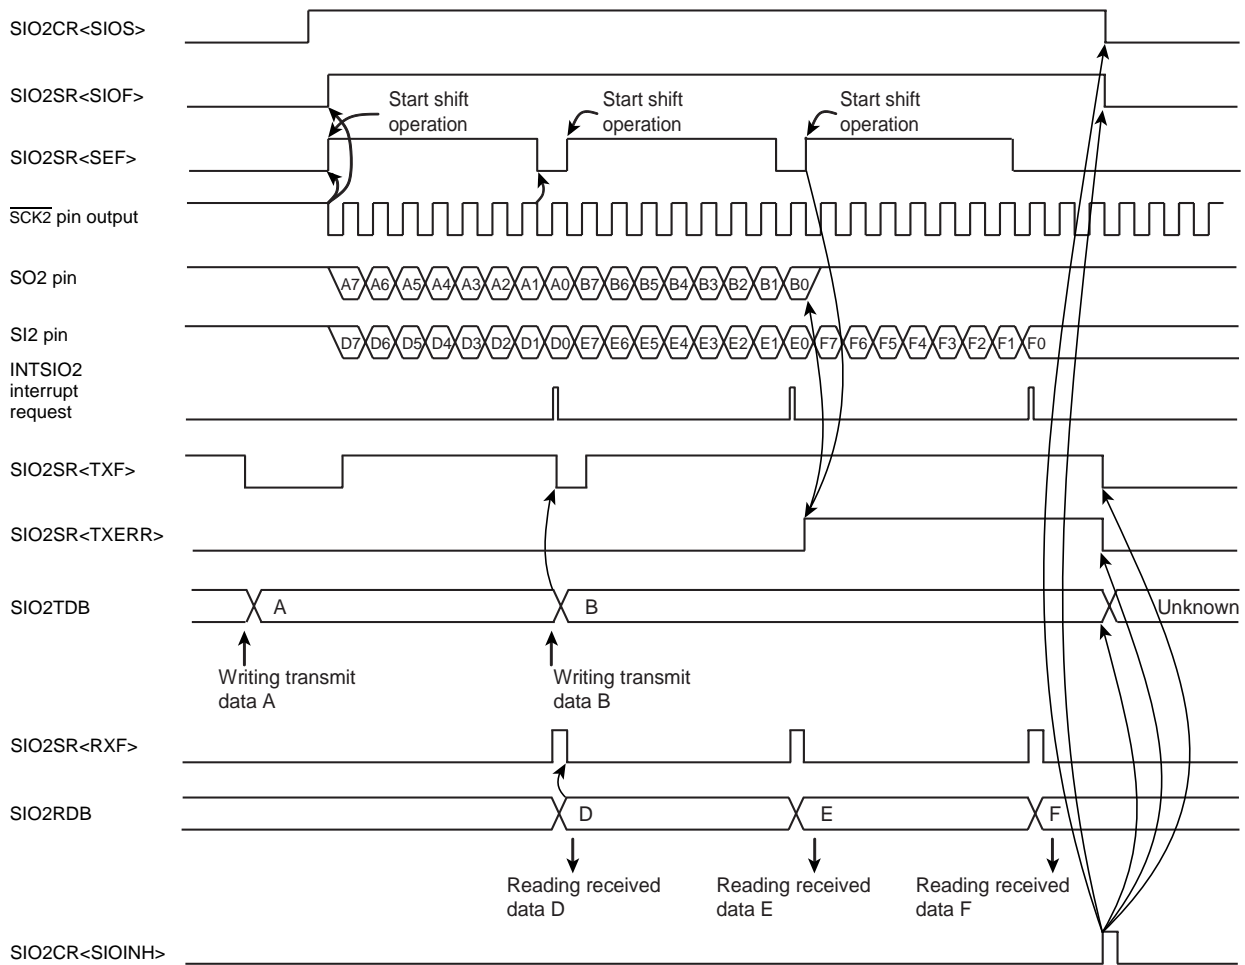 SIO2CR<SIOS>
SIO2SR<SIOF>
Start shift
operation
Start shift
operation
Start shift
operation
SIO2SR<SEF>
SCK2 pin output
SO2 pin
A7 A6 A5 A4 A3 A2 A1 A0 B7 B6 B5 B4 B3 B2 B1 B0
SI2 pin
D7 D6 D5 D4 D3 D2 D1 D0 E7 E6 E5 E4 E3 E2 E1 E0 F7 F6 F5 F4 F3 F2 F1 F0
INTSIO2
interrupt
request
SIO2SR<TXF>
SIO2SR<TXERR>
SIO2TDB A B Unknown
Writing transmit
data A
Writing transmit
data B
SIO2SR<RXF>
SIO2RDB D E F
Reading received
data D
Reading received
data E
Reading received
data F
SIO2CR<SIOINH>